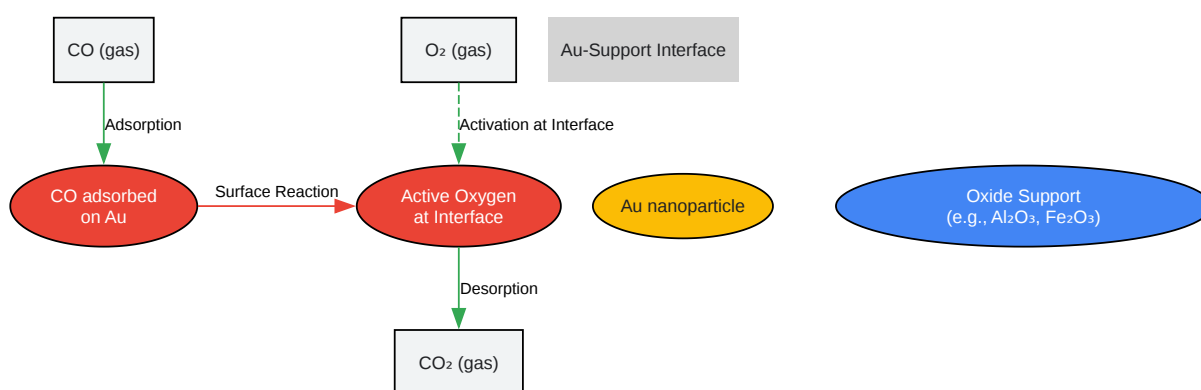 CO (gas)
O₂ (gas)
Au-Support Interface
Adsorption
Activation at Interface
CO adsorbed
on Au
Surface Reaction
Active Oxygen
at Interface
Au nanoparticle
Oxide Support
(e.g., Al₂O₃, Fe₂O₃)
Desorption
CO₂ (gas)